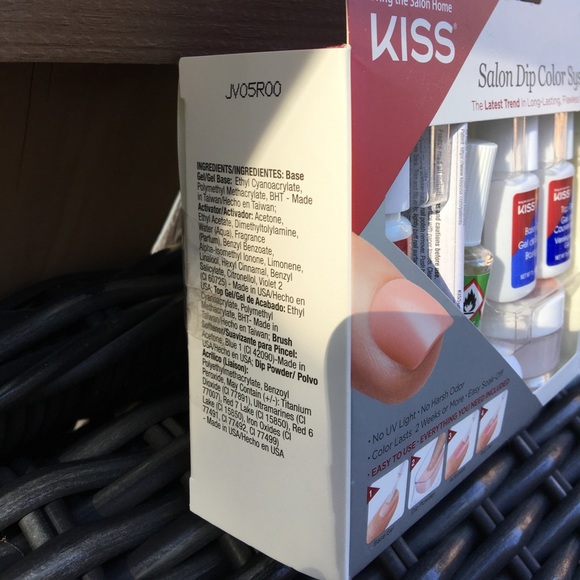 JV05R00
INGREDIENTS/INGREDIENTES: Base
Gel/Gel Base: Ethyl Cyanoacrylate,
Polymethyl Methacrylate, BHT - Made
in Taiwan/Hecho en Taiwan;
Activator/Activador: Acetone,
Ethyl Acetate, Dimethyltolylamine,
Water (Aqua), Fragrance
(Parfum), Benzyl Benzoate,
Alpha-Isomethyl Ionone, Limonene,
Linalool, Hexyl Cinnamal, Benzyl
Salicylate, Citronellol, Violet 2
(CI 60725) - Made in USA/Hecho en
USA; Top Gel/Gel de Acabado: Ethyl
Cyanoacrylate, Polymethyl
Methacrylate, BHT- Made in
Taiwan/Hecho en Taiwan; Brush
Softener/Suavizante para Pincel:
Acetone, Blue 1 (CI 42090)-Made in
USA/Hecho en USA; Dip Powder/ Polvo
Acrílico (Liaison):
Polyethylmethacrylate, Benzoyl
Peroxide, May Contain (+/-): Titanium
Dioxide (CI 77891), Ultramarines (CI
77007), Red 7 Lake (CI 15850), Red 6
Lake (CI 15850), Iron Oxides (CI
77491, CI 77492, CI 77499)
- Made in USA/Hecho en USA
the Salon Home
KISS
Salon Dip Color
The Latest Trend in Long-Lasting,
KISS
KISS
• No UV Light • No Harsh Odor
• Color Lasts 2 Weeks or More • Easy Soak-Off
• EASY TO USE • EVERYTHING YOU NEED INCLUDED!
1
2
3